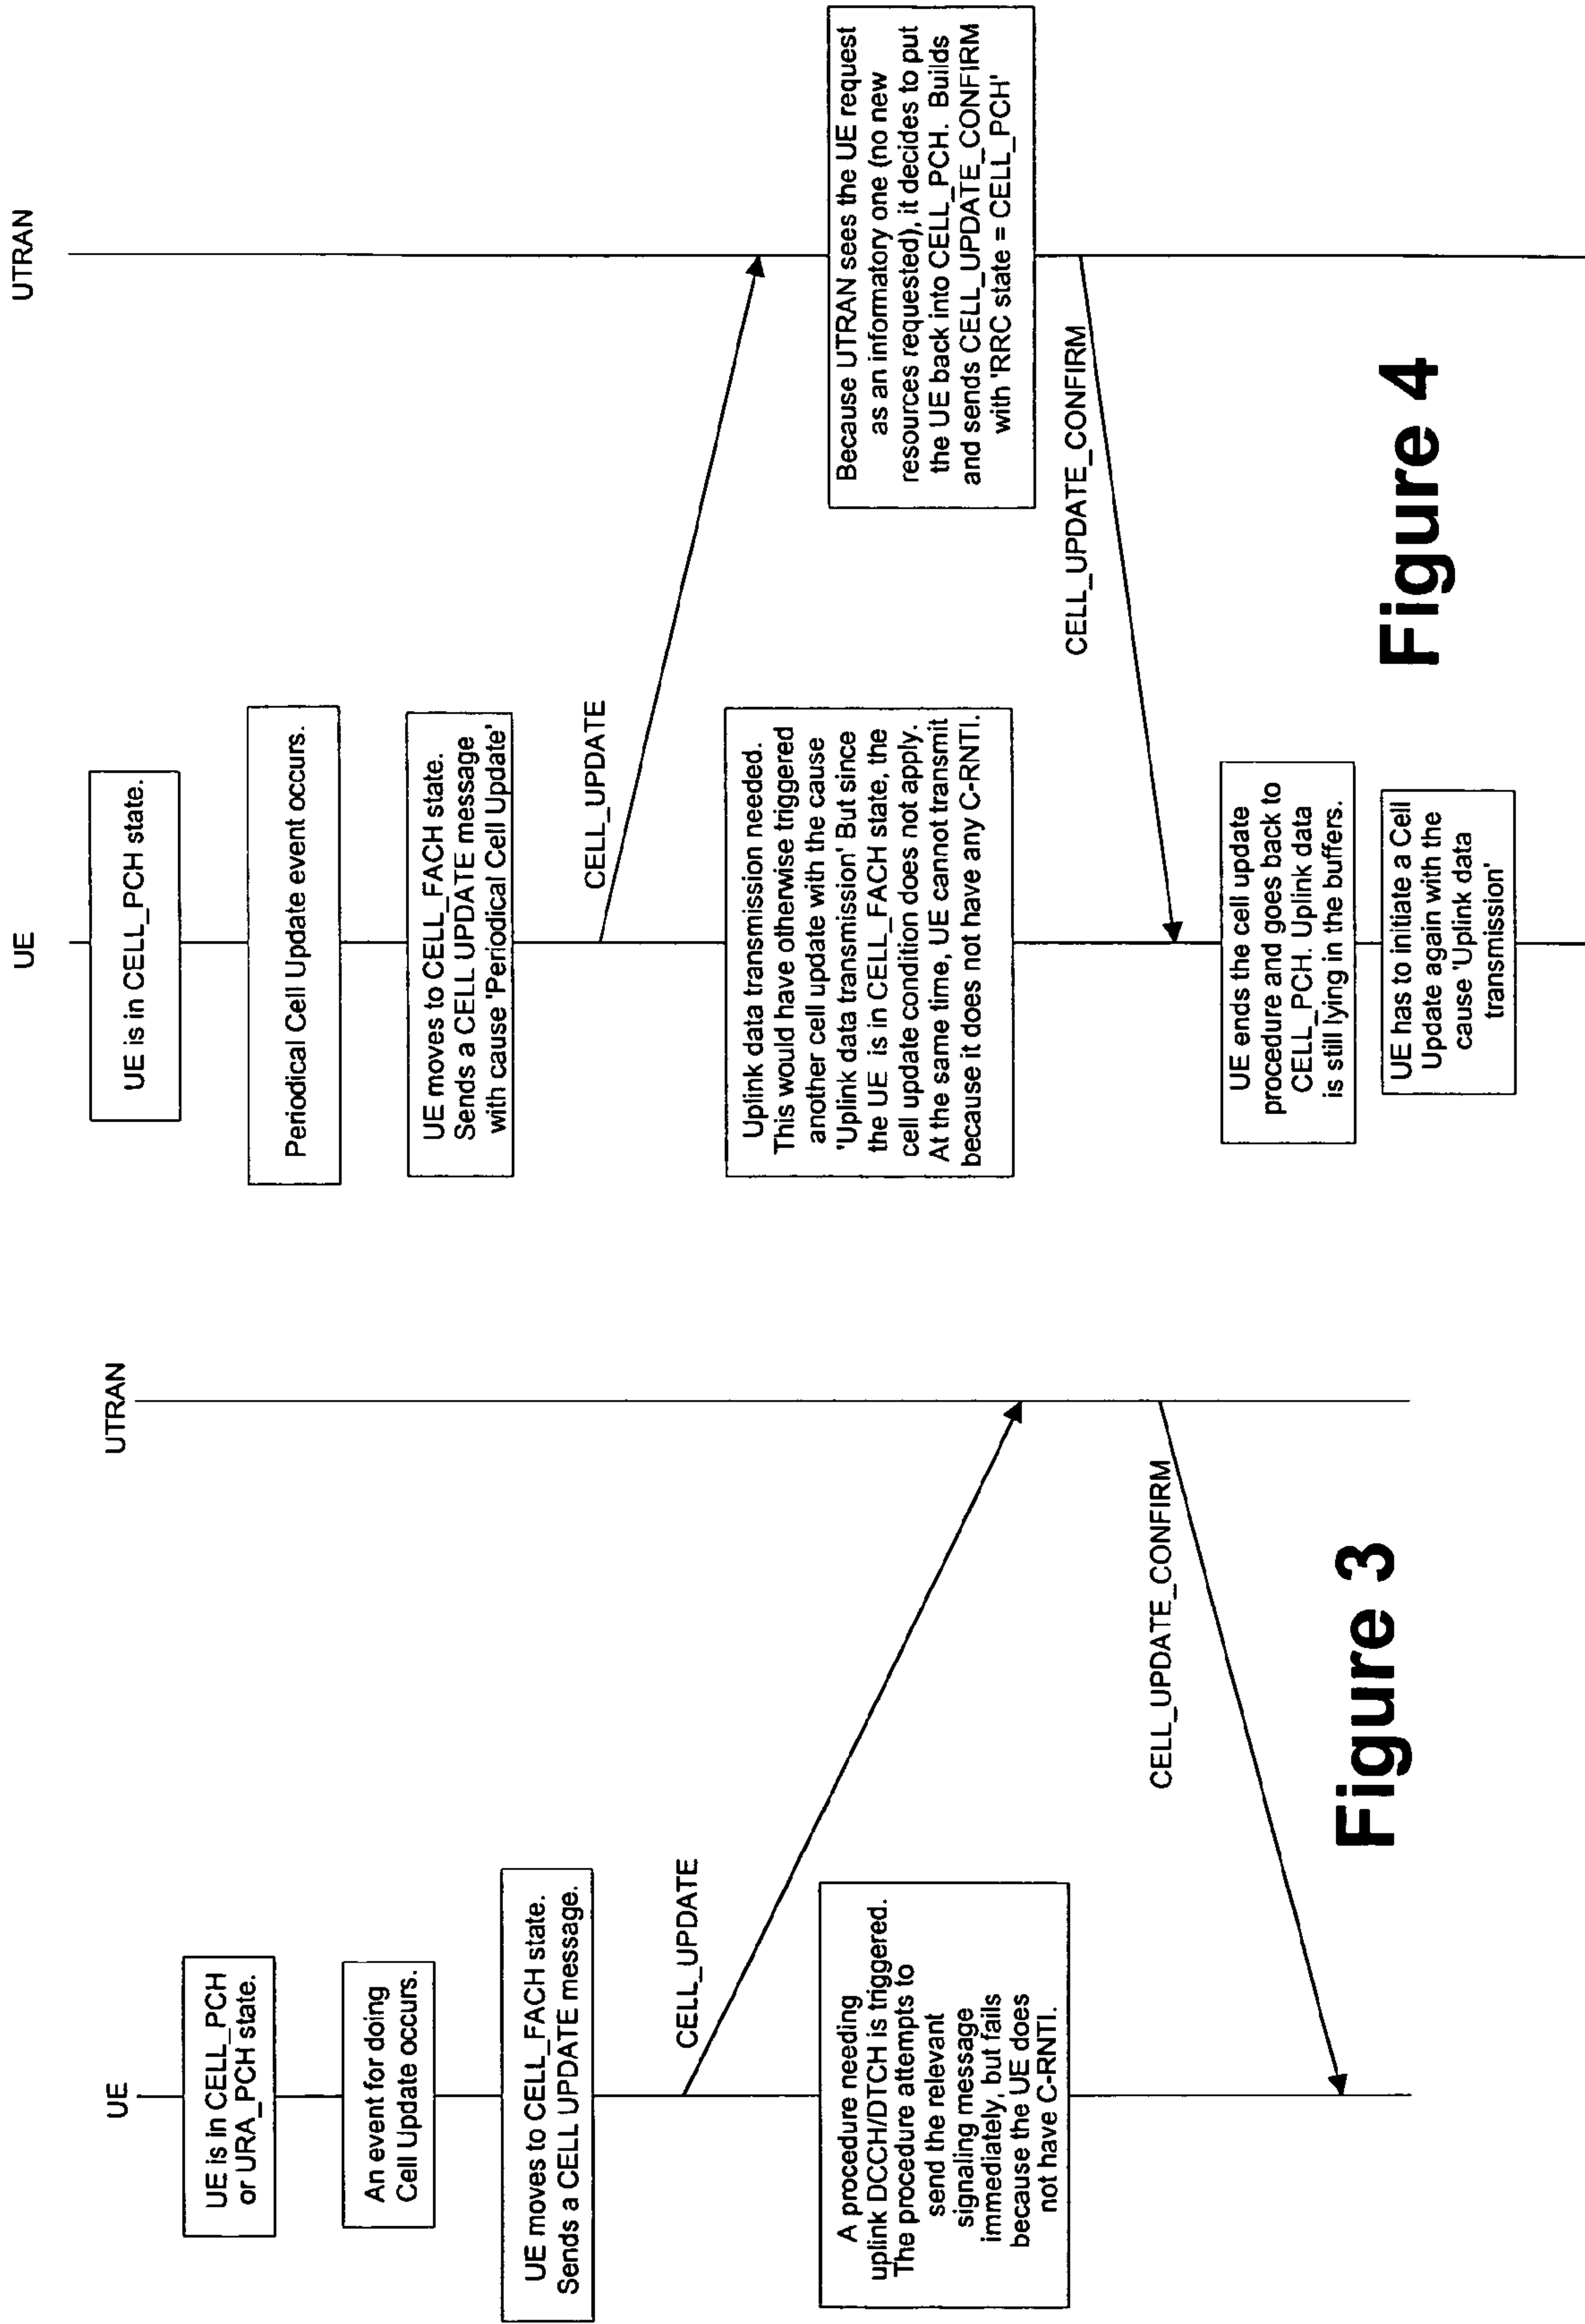 UE
UTRAN
UE is in CELL_PCH
or URA_PCH state.
An event for doing
Cell Update occurs.
UE moves to CELL_FACH state.
Sends a CELL UPDATE message.
CELL_UPDATE
A procedure needing
uplink DCCH/DTCH is triggered.
The procedure attempts to
send the relevant
signaling message
immediately, but fails
because the UE does
not have C-RNTI.
CELL_UPDATE_CONFIRM
Figure 3
UE
UTRAN
UE is in CELL_PCH state.
Periodical Cell Update event occurs.
UE moves to CELL_FACH state.
Sends a CELL UPDATE message
with cause 'Periodical Cell Update'
CELL_UPDATE
Uplink data transmission needed.
This would have otherwise triggered
another cell update with the cause
'Uplink data transmission' But since
the UE is in CELL_FACH state, the
cell update condition does not apply.
At the same time, UE cannot transmit
because it does not have any C-RNTI.
Because UTRAN sees the UE request
as an informatory one (no new
resources requested), it decides to put
the UE back into CELL_PCH. Builds
and sends CELL_UPDATE_CONFIRM
with 'RRC state = CELL_PCH'
CELL_UPDATE_CONFIRM
UE ends the cell update
procedure and goes back to
CELL_PCH. Uplink data
is still lying in the buffers.
UE has to initiate a Cell
Update again with the
cause 'Uplink data
transmission'
Figure 4